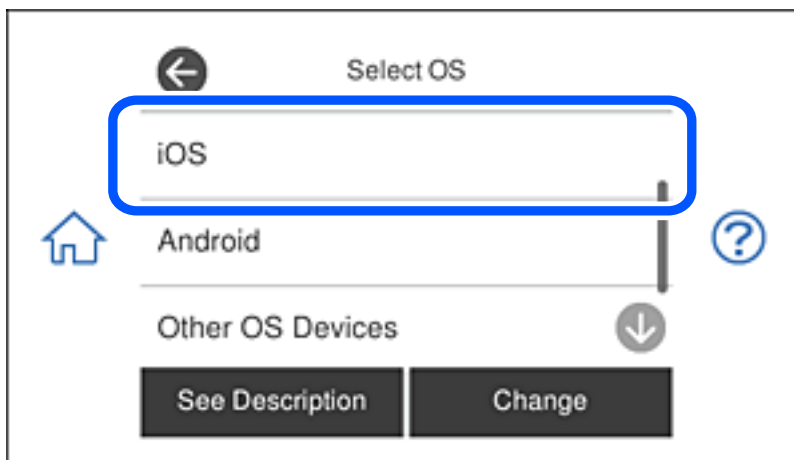 Select OS
iOS
Android
Other OS Devices
See Description Change